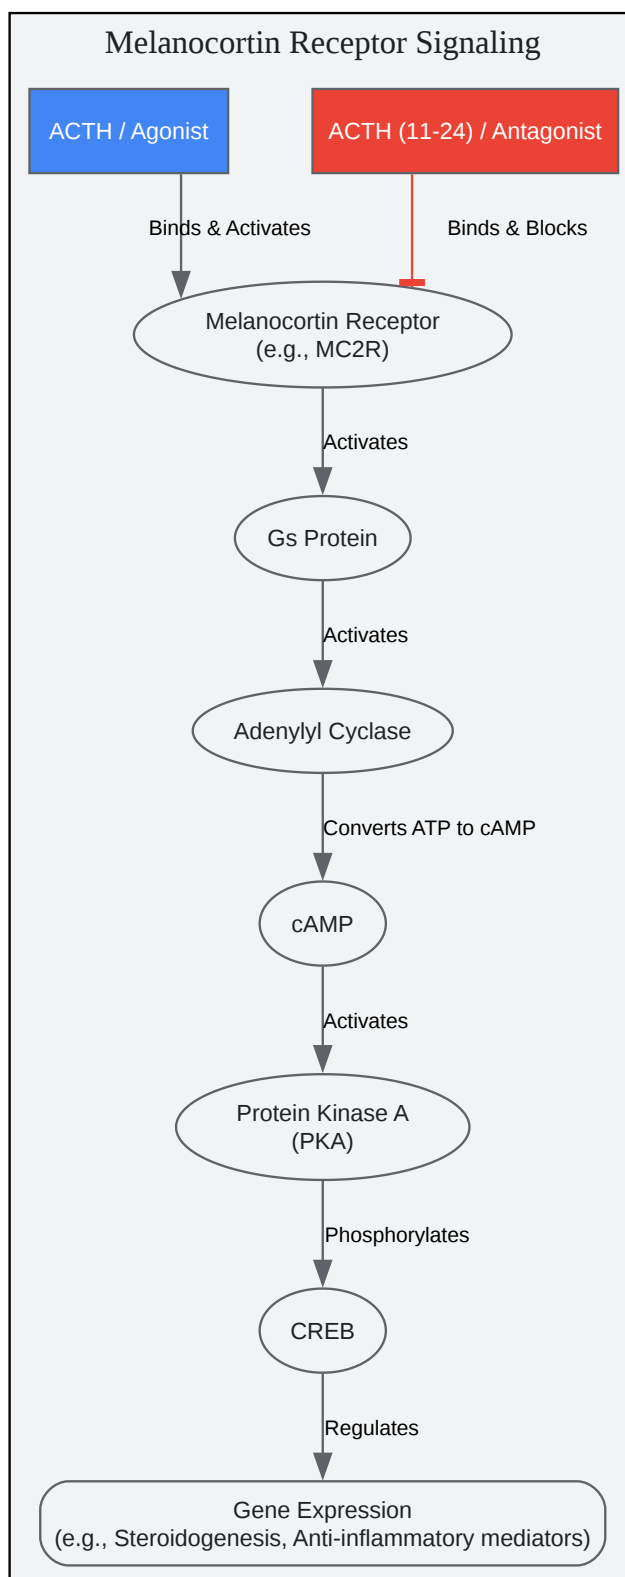 Melanocortin Receptor Signaling
ACTH / Agonist
ACTH (11-24) / Antagonist
Binds & Activates
Binds & Blocks
Melanocortin Receptor
(e.g., MC2R)
Activates
Gs Protein
Activates
Adenylyl Cyclase
Converts ATP to cAMP
cAMP
Activates
Protein Kinase A
(PKA)
Phosphorylates
CREB
Regulates
Gene Expression
(e.g., Steroidogenesis, Anti-inflammatory mediators)